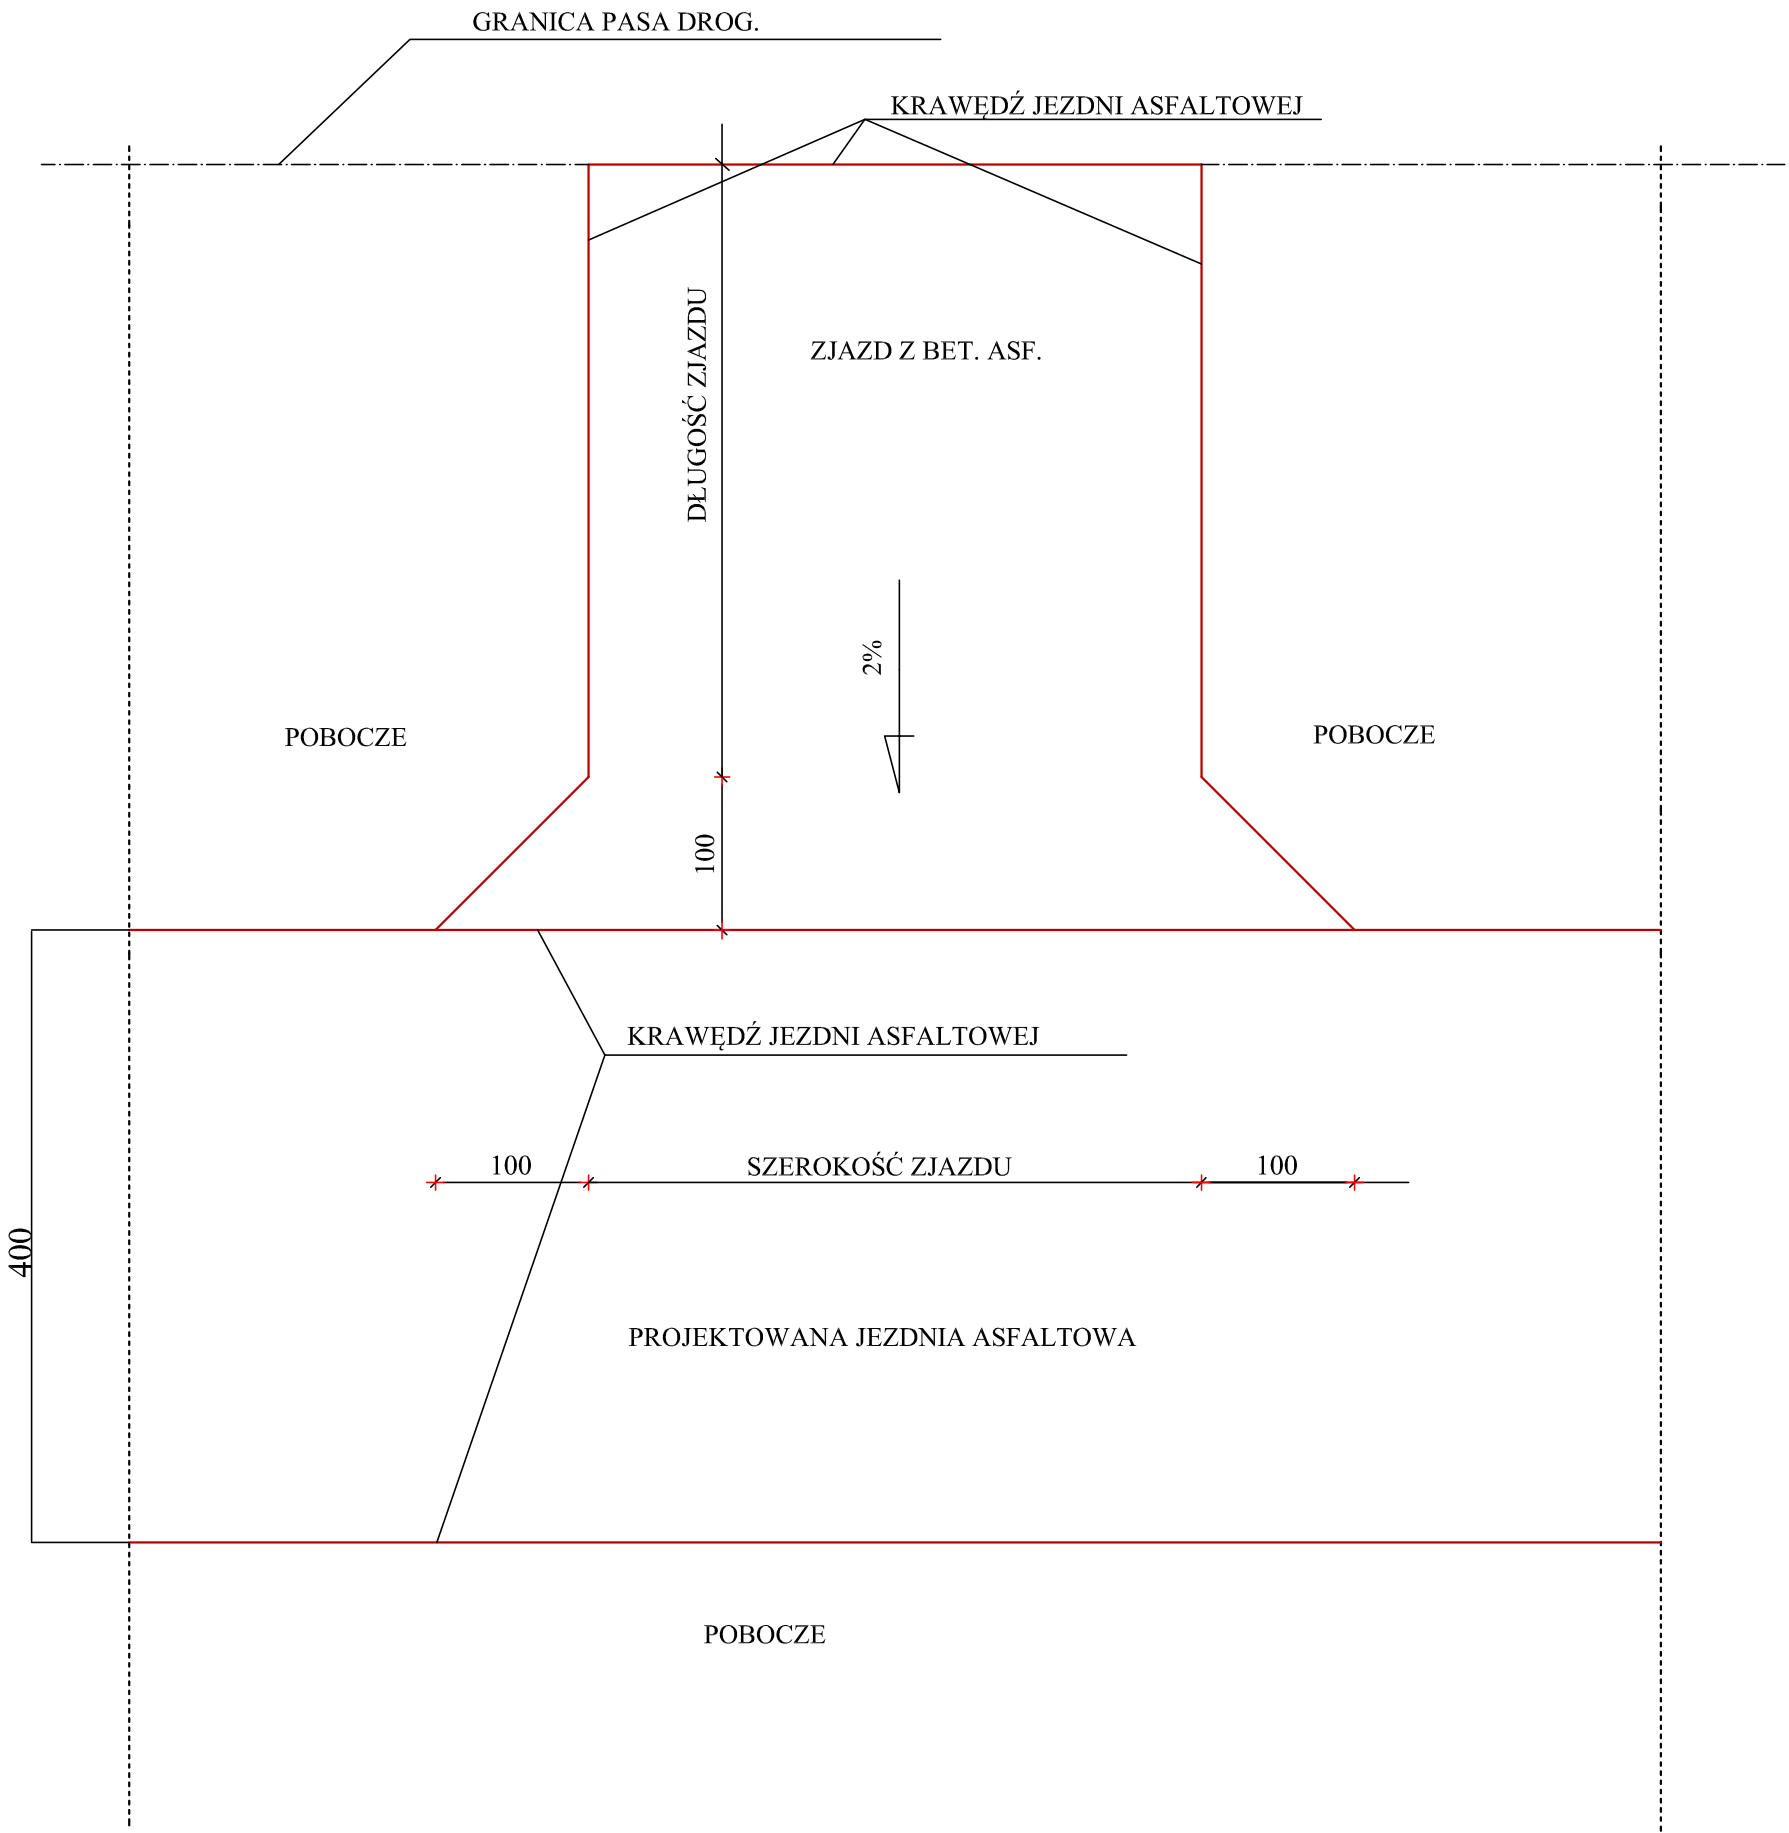 GRANICA PASA DROG.
KRAWĘDŹ JEZDNI ASFALTOWEJ
DŁUGOŚĆ ZJAZDU
ZJAZD Z BET. ASF.
2%
POBOCZE
POBOCZE
100
KRAWĘDŹ JEZDNI ASFALTOWEJ
100
SZEROKOŚĆ ZJAZDU
100
400
PROJEKTOWANA JEZDNIA ASFALTOWA
POBOCZE